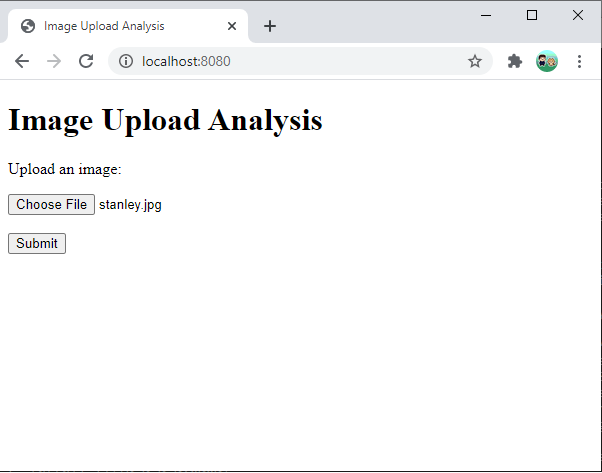 Image Upload Analysis
localhost:8080
Image Upload Analysis
Upload an image:
Choose File stanley.jpg
Submit